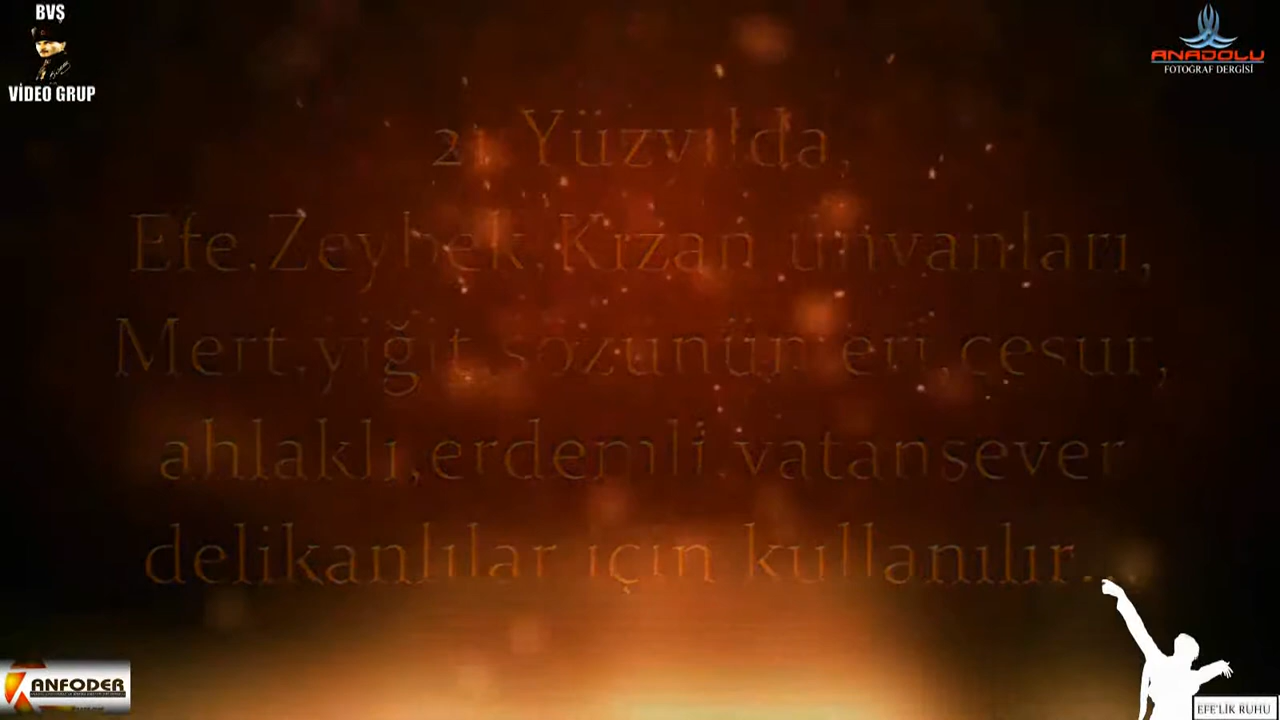 BVŞ
VİDEO GRUP
ANADOLU
FOTOĞRAF DERGİSİ
21. Yüzyılda,
Efe,Zeybek,Kızan ünvanları,
Mert,yiğit,sözünün eri,cesur,
ahlaklı,erdemli,vatansever
delikanlılar için kullanılır...
ANFODER
EFE'LİK RUHU